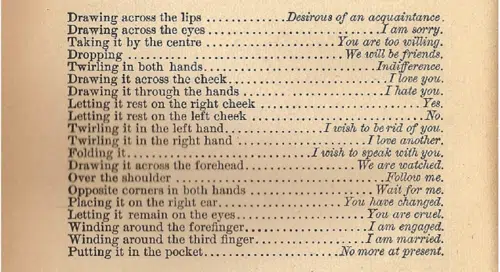 Drawing across the lips ............Desirous of an acquaintance.
Drawing across the eyes............................I am sorry.
Taking it by the centre ......................You are too willing.
Dropping ....................................We will be friends.
Twirling in both hands.............................Indifference.
Drawing it across the cheek..........................I love you.
Drawing it through the hands .......................I hate you.
Letting it rest on the right cheek ........................Yes.
Letting it rest on the left cheek ..........................No.
Twirling it in the left hand.................I wish to be rid of you.
Twirling it in the right hand ......................I love another.
Folding it..............................I wish to speak with you.
Drawing it across the forehead..................We are watched.
Over the shoulder .................................Follow me.
Opposite corners in both hands ...................Wait for me.
Placing it on the right ear....................You have changed.
Letting it remain on the eyes....................You are cruel.
Winding around the forefinger....................I am engaged.
Winding around the third finger..................I am married.
Putting it in the pocket......................No more at present.